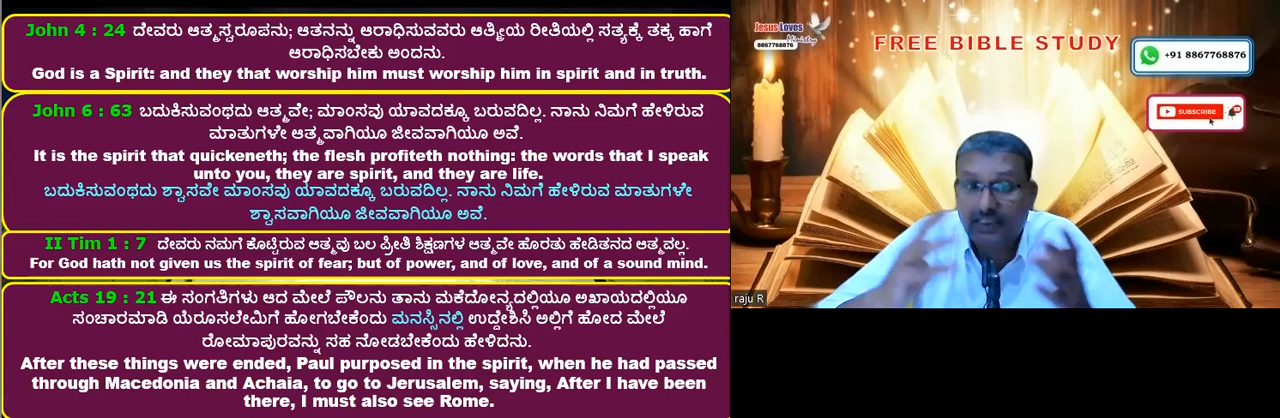 John 4 : 24 ದೇವರು ಆತ್ಮಸ್ವರೂಪನು; ಆತನನ್ನು ಆರಾಧಿಸುವವರು ಆತ್ಮೀಯ ರೀತಿಯಲ್ಲಿ ಸತ್ಯಕ್ಕೆ ತಕ್ಕ ಹಾಗೆ
ಆರಾಧಿಸಬೇಕು ಅಂದನು.
God is a Spirit: and they that worship him must worship him in spirit and in truth.
John 6 : 63 ಬದುಕಿಸುವಂಥದು ಆತ್ಮವೇ; ಮಾಂಸವು ಯಾವದಕ್ಕೂ ಬರುವದಿಲ್ಲ. ನಾನು ನಿಮಗೆ ಹೇಳಿರುವ
ಮಾತುಗಳೇ ಆತ್ಮವಾಗಿಯೂ ಜೀವವಾಗಿಯೂ ಅವೆ.
It is the spirit that quickeneth; the flesh profiteth nothing: the words that I speak
unto you, they are spirit, and they are life.
ಬದುಕಿಸುವಂಥದು ಶ್ವಾಸವೇ ಮಾಂಸವು ಯಾವದಕ್ಕೂ ಬರುವದಿಲ್ಲ. ನಾನು ನಿಮಗೆ ಹೇಳಿರುವ ಮಾತುಗಳೇ
ಶ್ವಾಸವಾಗಿಯೂ ಜೀವವಾಗಿಯೂ ಅವೆ.
II Tim 1 : 7 ದೇವರು ನಮಗೆ ಕೊಟ್ಟಿರುವ ಆತ್ಮವು ಬಲ ಪ್ರೀತಿ ಶಿಕ್ಷಣಗಳ ಆತ್ಮವೇ ಹೊರತು ಹೇಡಿತನದ ಆತ್ಮವಲ್ಲ.
For God hath not given us the spirit of fear; but of power, and of love, and of a sound mind.
Acts 19 : 21 ಈ ಸಂಗತಿಗಳು ಆದ ಮೇಲೆ ಪೌಲನು ತಾನು ಮಕೆದೋನ್ಯದಲ್ಲಿಯೂ ಅಖಾಯದಲ್ಲಿಯೂ
ಸಂಚಾರಮಾಡಿ ಯೆರೂಸಲೇಮಿಗೆ ಹೋಗಬೇಕೆಂದು ಮನಸ್ಸಿನಲ್ಲಿ ಉದ್ದೇಶಿಸಿ ಅಲ್ಲಿಗೆ ಹೋದ ಮೇಲೆ
ರೋಮಾಪುರವನ್ನು ಸಹ ನೋಡಬೇಕೆಂದು ಹೇಳಿದನು.
After these things were ended, Paul purposed in the spirit, when he had passed
through Macedonia and Achaia, to go to Jerusalem, saying, After I have been
there, I must also see Rome.
Jesus Loves
Ministry
8867768876
FREE BIBLE STUDY
+91 8867768876
SUBSCRIBE
raju R